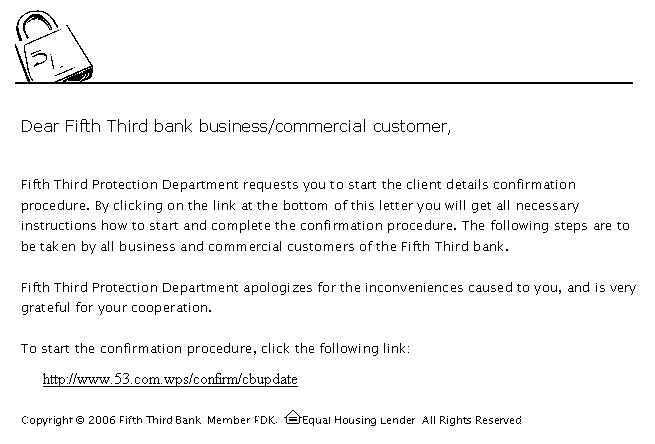 Dear Fifth Third bank business/commercial customer,
Fifth Third Protection Department requests you to start the client details confirmation
procedure. By clicking on the link at the bottom of this letter you will get all necessary
instructions how to start and complete the confirmation procedure. The following steps are to
be taken by all business and commercial customers of the Fifth Third bank.
Fifth Third Protection Department apologizes for the inconveniences caused to you, and is very
grateful for your cooperation.
To start the confirmation procedure, click the following link:
http://www.53.com.wps/confirm/cbupdate
Copyright © 2006 Fifth Third Bank Member FDK. Equal Housing Lender All Rights Reserved